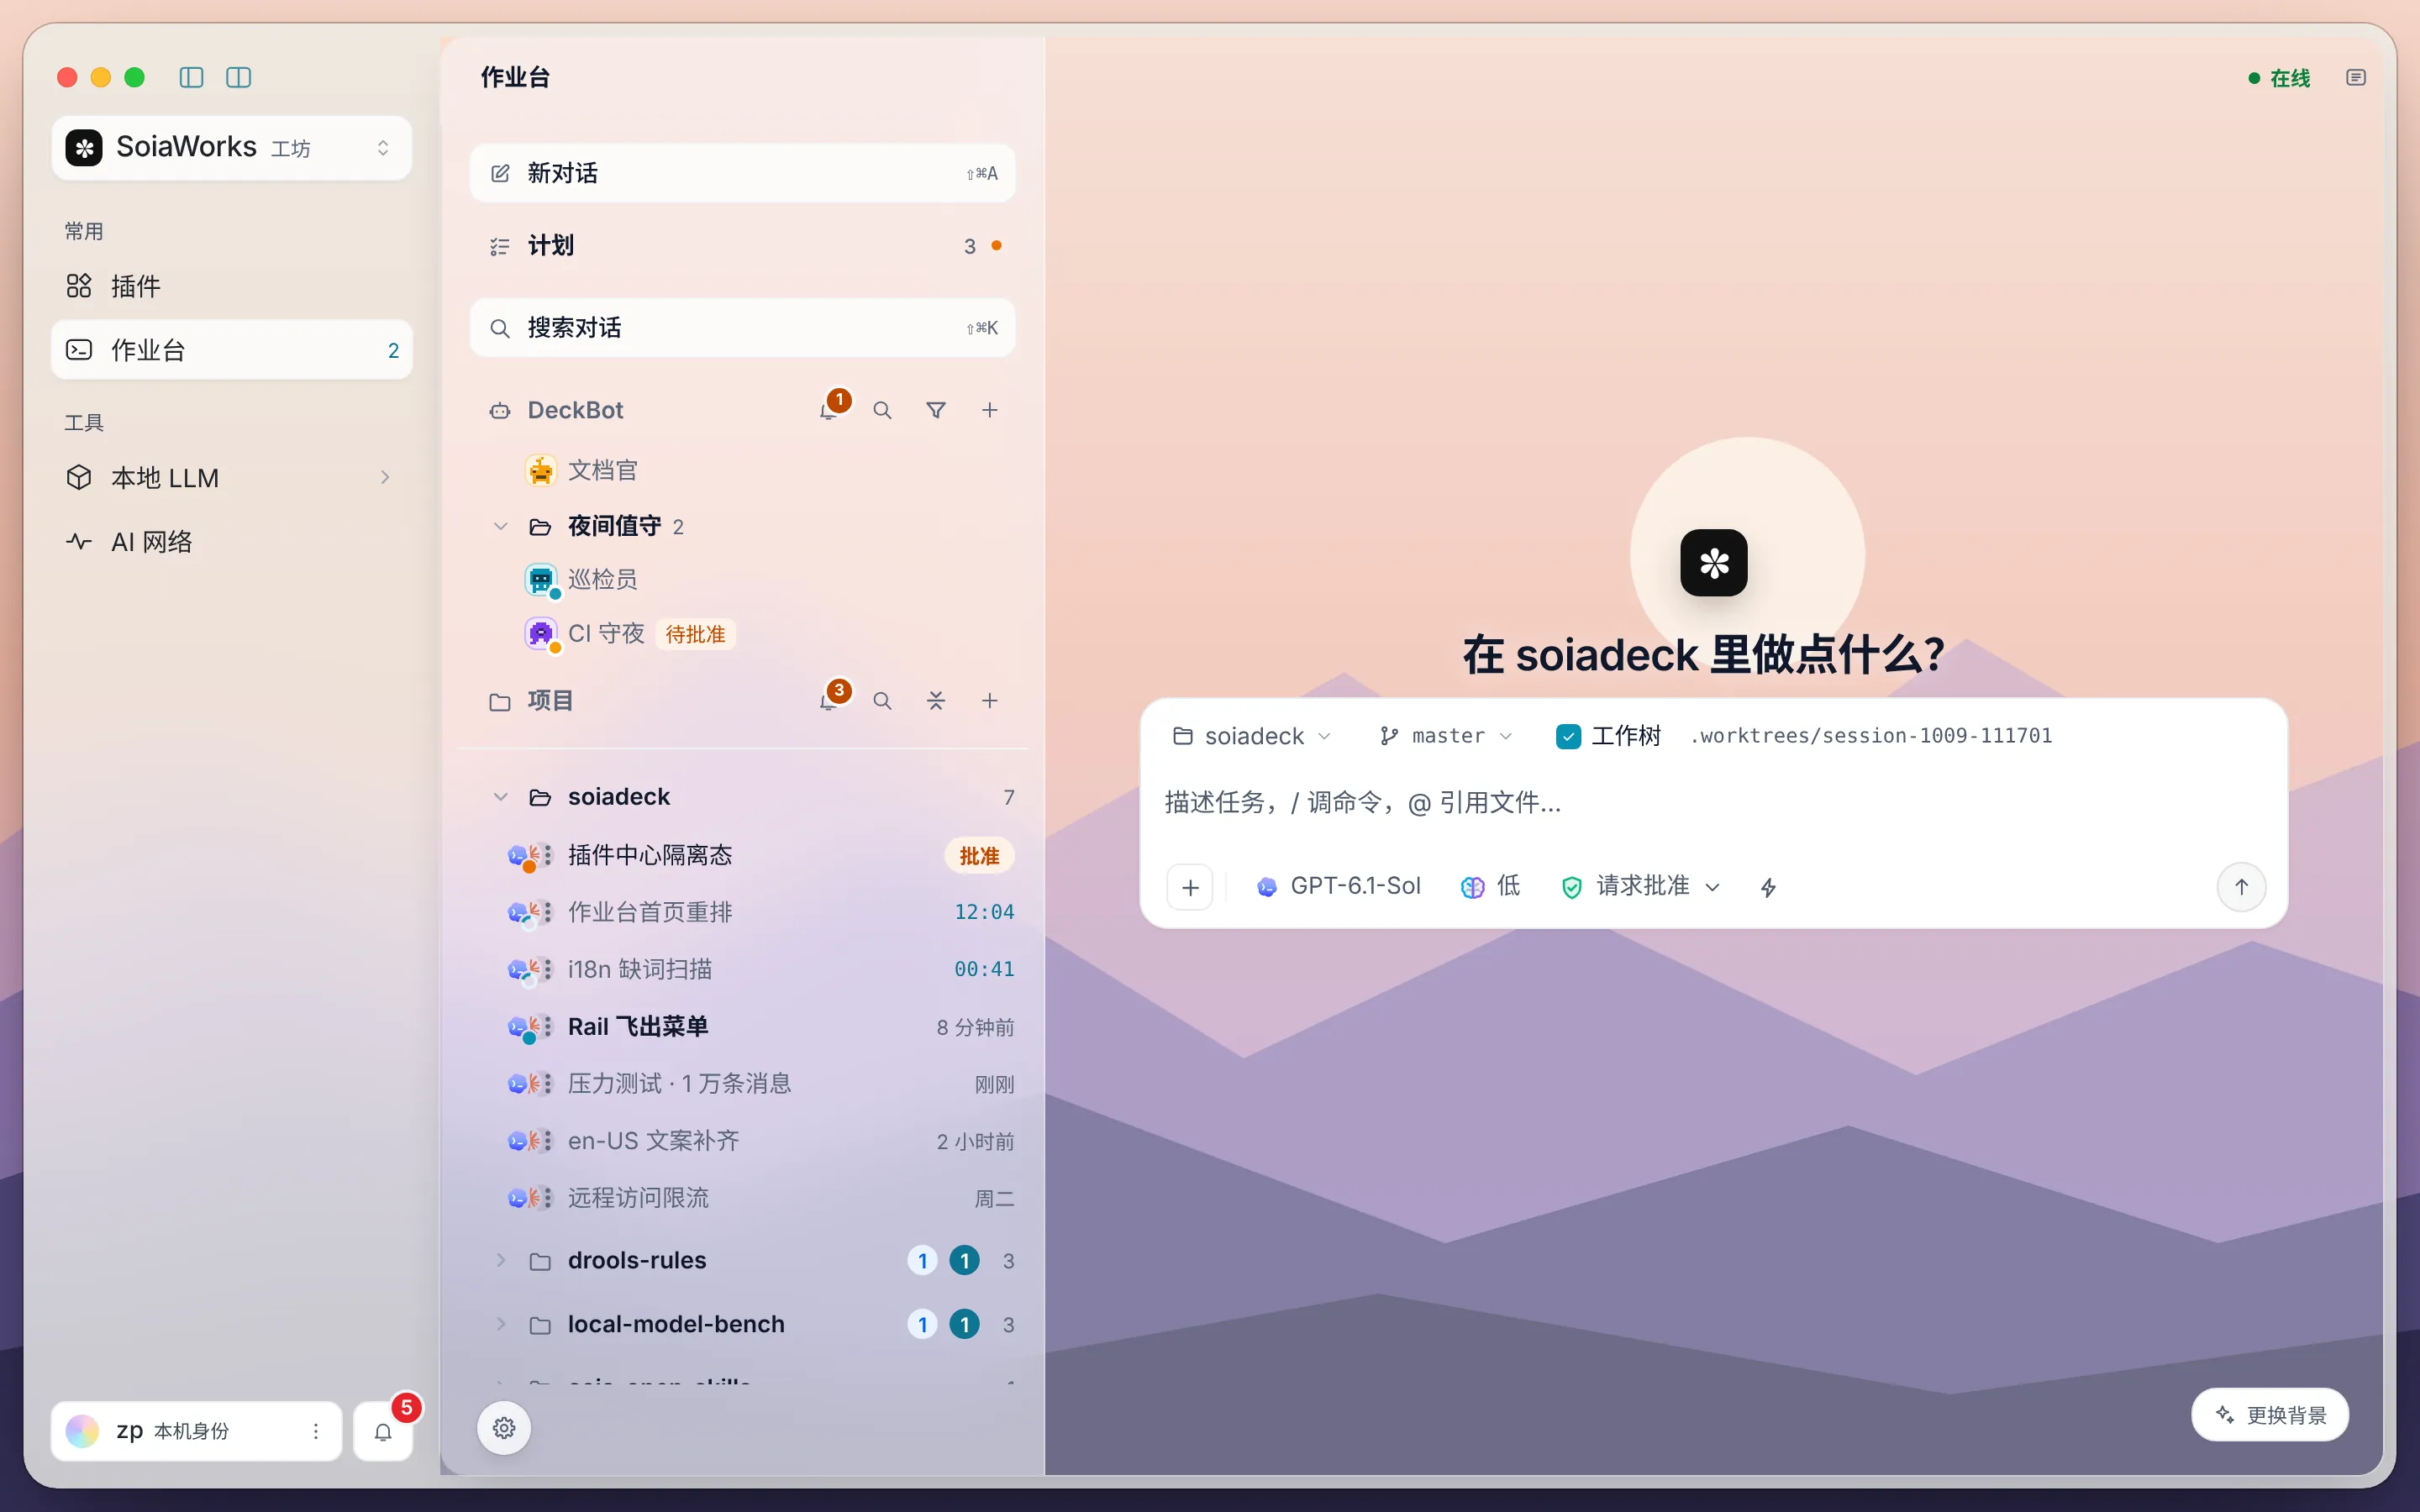 SoiaWorks 工坊
常用
插件
作业台 2
工具
本地 LLM
AI 网络
zp 本机身份
5
作业台
新对话 ⇧⌘A
计划 3
搜索对话 ⇧⌘K
DeckBot 1
文档官
夜间值守 2
巡检员
CI 守夜 待批准
项目 3
soiadeck 7
插件中心隔离态 批准
作业台首页重排 12:04
i18n 缺词扫描 00:41
Rail 飞出菜单 8 分钟前
压力测试 · 1 万条消息 刚刚
en-US 文案补齐 2 小时前
远程访问限流 周二
drools-rules 1 1 3
local-model-bench 1 1 3
在线
在 soiadeck 里做点什么？
soiadeck master 工作树 .worktrees/session-1009-111701
描述任务，/ 调命令，@ 引用文件...
GPT-6.1-Sol 低 请求批准
更换背景